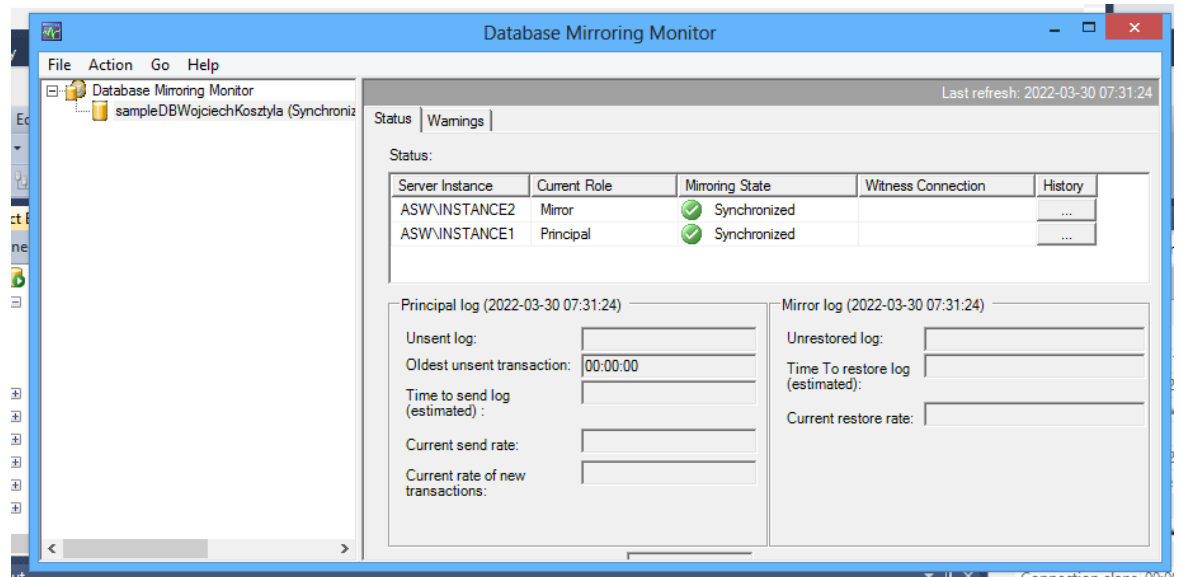 Database Mirroring Monitor
File Action Go Help
Database Mirroring Monitor
sampleDBWojciechKosztyla (Synchroniz
Last refresh: 2022-03-30 07:31:24
Status Warnings
Status:
Server Instance Current Role Mirroring State Witness Connection History
ASW\INSTANCE2 Mirror Synchronized ...
ASW\INSTANCE1 Principal Synchronized ...
Principal log (2022-03-30 07:31:24)
Unsent log:
Oldest unsent transaction: 00:00:00
Time to send log
(estimated) :
Current send rate:
Current rate of new
transactions:
Mirror log (2022-03-30 07:31:24)
Unrestored log:
Time To restore log
(estimated):
Current restore rate: